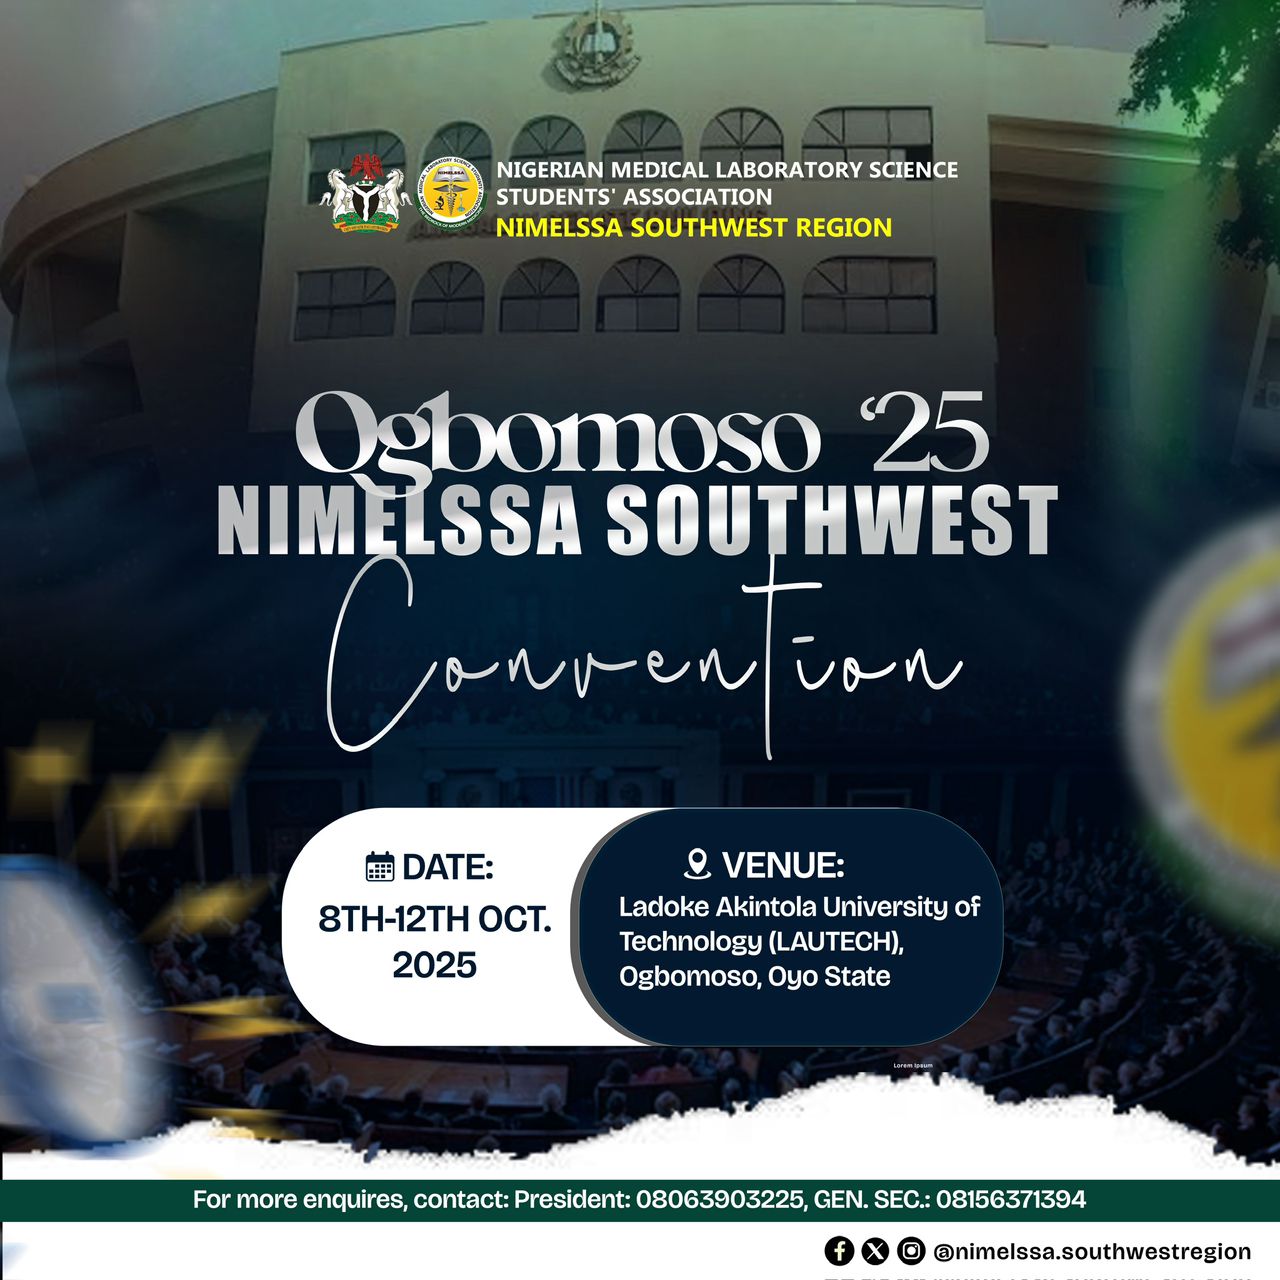 NIGERIAN MEDICAL LABORATORY SCIENCE
STUDENTS' ASSOCIATION
NIMELSSA SOUTHWEST REGION
Ogbomoso ‘25
NIMELSSA SOUTHWEST
Convention
DATE:
8TH-12TH OCT.
2025
VENUE:
Ladoke Akintola University of
Technology (LAUTECH),
Ogbomoso, Oyo State
Lorem Ipsum
For more enquires, contact: President: 08063903225, GEN. SEC.: 08156371394
@nimelssa.southwestregion